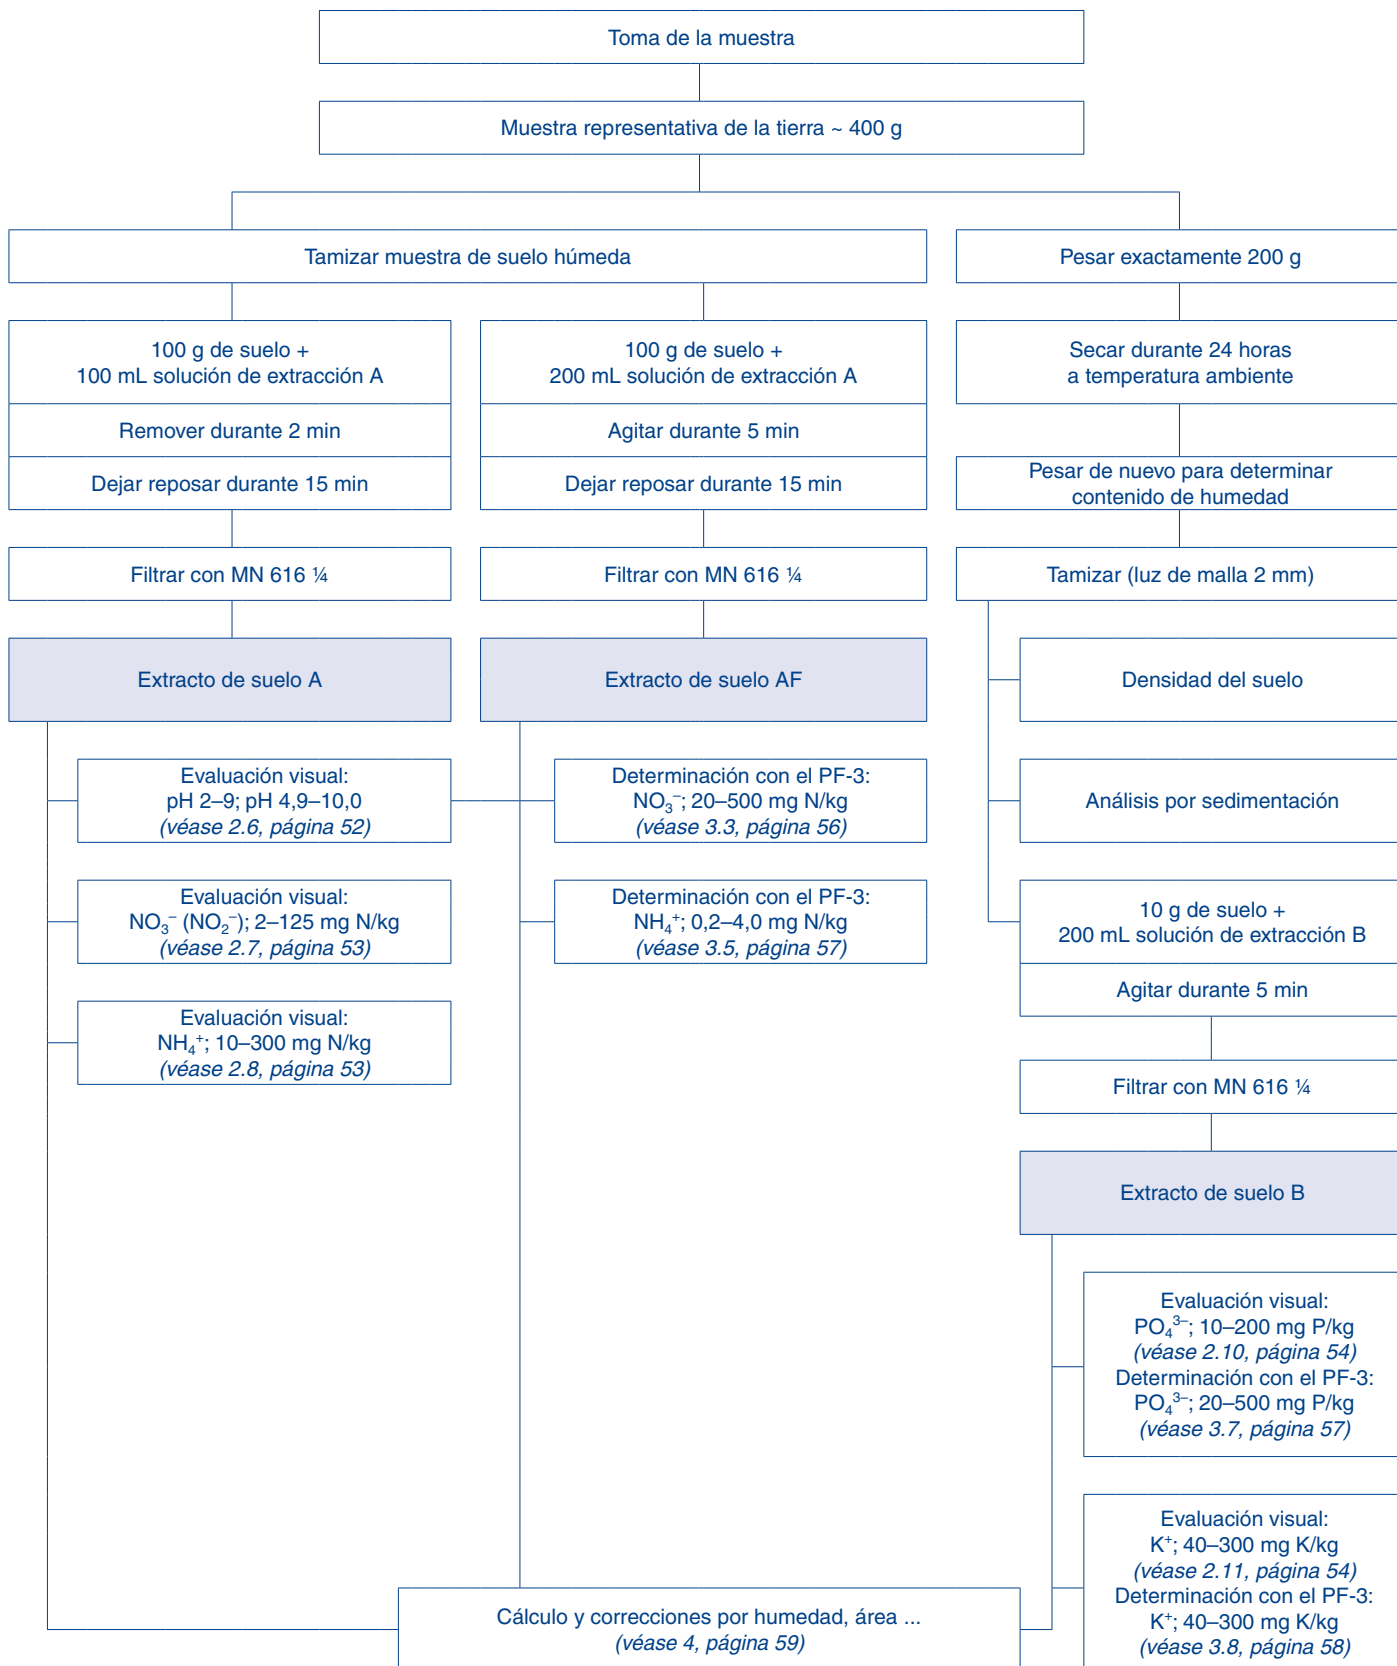 Toma de la muestra
Muestra representativa de la tierra ~ 400 g
Tamizar muestra de suelo húmeda
Pesar exactamente 200 g
100 g de suelo +
100 mL solución de extracción A
Remover durante 2 min
Dejar reposar durante 15 min
100 g de suelo +
200 mL solución de extracción A
Agitar durante 5 min
Dejar reposar durante 15 min
Secar durante 24 horas
a temperatura ambiente
Pesar de nuevo para determinar
contenido de humedad
Filtrar con MN 616 ¼
Filtrar con MN 616 ¼
Tamizar (luz de malla 2 mm)
Extracto de suelo A
Extracto de suelo AF
Densidad del suelo
Evaluación visual:
pH 2–9; pH 4,9–10,0
(véase 2.6, página 52)
Determinación con el PF-3:
NO₃⁻; 20–500 mg N/kg
(véase 3.3, página 56)
Análisis por sedimentación
Evaluación visual:
NO₃⁻ (NO₂⁻); 2–125 mg N/kg
(véase 2.7, página 53)
Determinación con el PF-3:
NH₄⁺; 0,2–4,0 mg N/kg
(véase 3.5, página 57)
10 g de suelo +
200 mL solución de extracción B
Agitar durante 5 min
Evaluación visual:
NH₄⁺; 10–300 mg N/kg
(véase 2.8, página 53)
Filtrar con MN 616 ¼
Extracto de suelo B
Evaluación visual:
PO₄³⁻; 10–200 mg P/kg
(véase 2.10, página 54)
Determinación con el PF-3:
PO₄³⁻; 20–500 mg P/kg
(véase 3.7, página 57)
Evaluación visual:
K⁺; 40–300 mg K/kg
(véase 2.11, página 54)
Determinación con el PF-3:
K⁺; 40–300 mg K/kg
(véase 3.8, página 58)
Cálculo y correcciones por humedad, área ...
(véase 4, página 59)